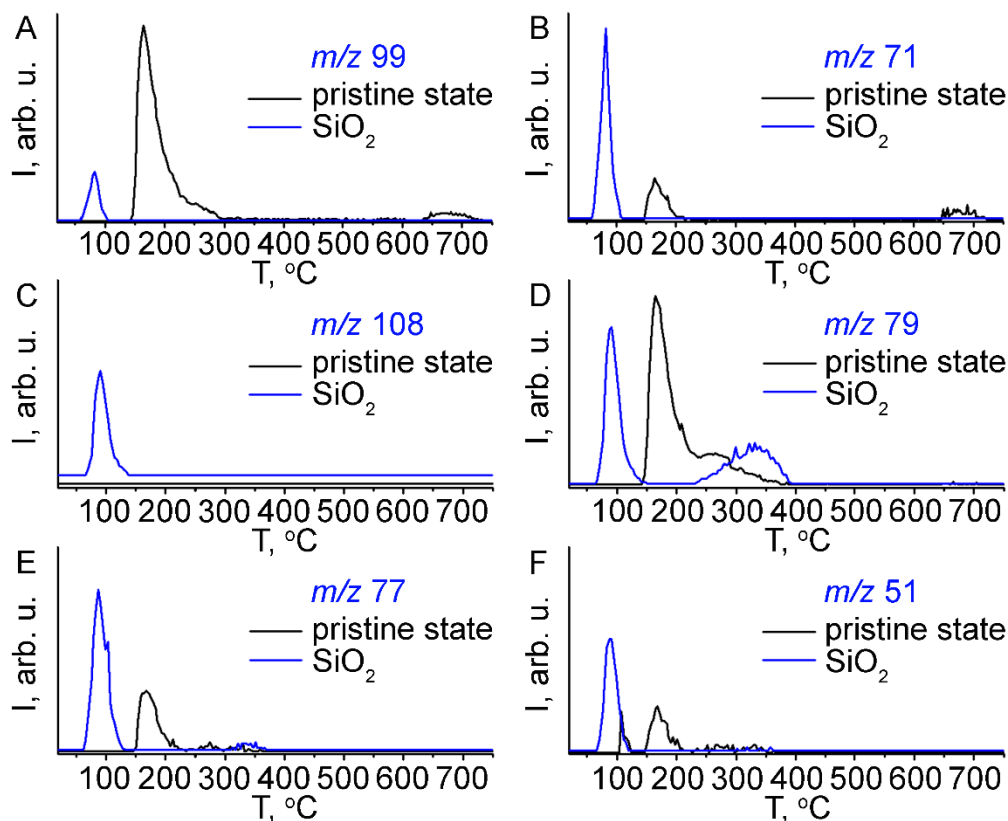 A
m/z 99
pristine state
SiO₂
I, arb. u.
100 200 300 400 500 600 700
T, °C
B
m/z 71
pristine state
SiO₂
I, arb. u.
100 200 300 400 500 600 700
T, °C
C
m/z 108
pristine state
SiO₂
I, arb. u.
100 200 300 400 500 600 700
T, °C
D
m/z 79
pristine state
SiO₂
I, arb. u.
100 200 300 400 500 600 700
T, °C
E
m/z 77
pristine state
SiO₂
I, arb. u.
100 200 300 400 500 600 700
T, °C
F
m/z 51
pristine state
SiO₂
I, arb. u.
100 200 300 400 500 600 700
T, °C